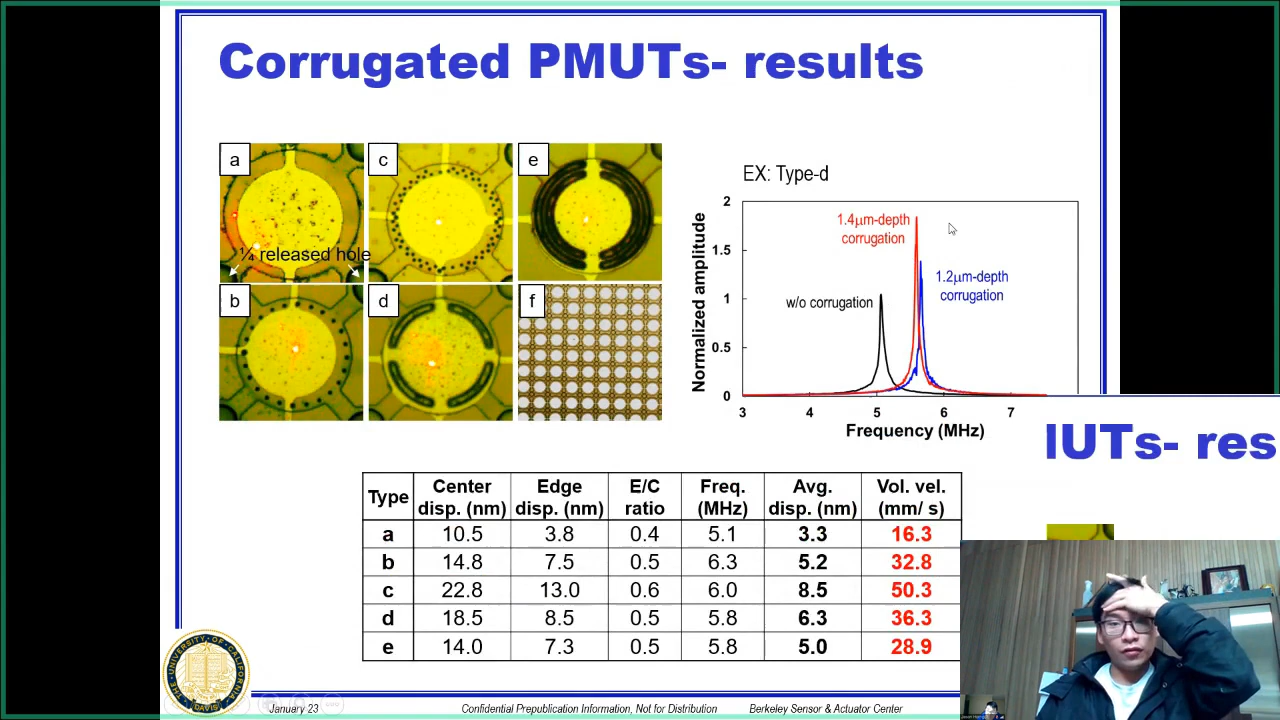 Corrugated PMUTs- results
a
c
e
¼ released hole
b
d
f
EX: Type-d
2
1.5
1
0.5
0
Normalized amplitude
1.4μm-depth
corrugation
1.2μm-depth
corrugation
w/o corrugation
3 4 5 6 7
Frequency (MHz)
IUTs- res
Type Center disp. (nm) Edge disp. (nm) E/C ratio Freq. (MHz) Avg. disp. (nm) Vol. vel. (mm/ s)
a 10.5 3.8 0.4 5.1 3.3 16.3
b 14.8 7.5 0.5 6.3 5.2 32.8
c 22.8 13.0 0.6 6.0 8.5 50.3
d 18.5 8.5 0.5 5.8 6.3 36.3
e 14.0 7.3 0.5 5.8 5.0 28.9
THE UNIVERSITY OF CALIFORNIA
DAVIS
January 23 Confidential Prepublication Information, Not for Distribution Berkeley Sensor & Actuator Center